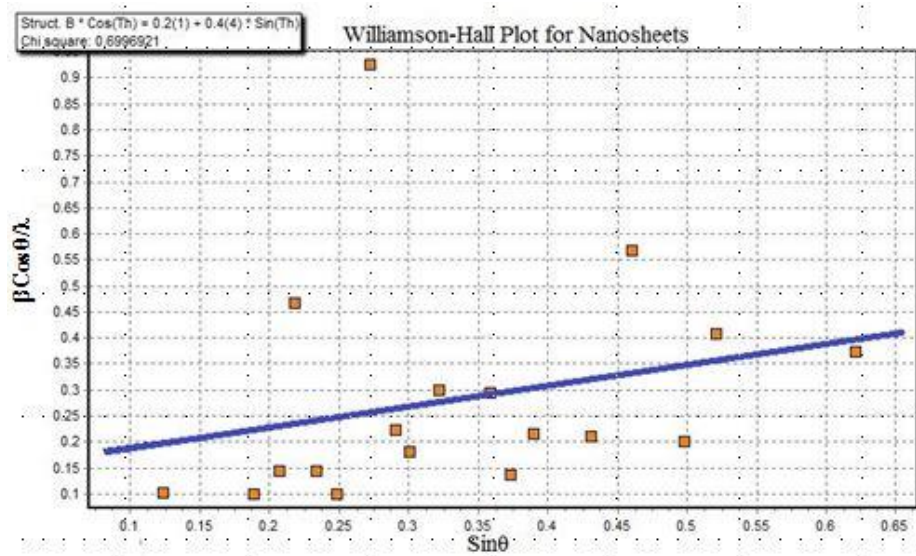 Struct. B * Cos(Th) = 0.2(1) + 0.4(4) * Sin(Th)
Chi square: 0,6996921
Williamson-Hall Plot for Nanosheets
0.9
0.85
0.8
0.75
0.7
0.65
0.6
0.55
0.5
0.45
0.4
0.35
0.3
0.25
0.2
0.15
0.1
βCosθ/λ
0.1 0.15 0.2 0.25 0.3 0.35 0.4 0.45 0.5 0.55 0.6 0.65
Sinθ